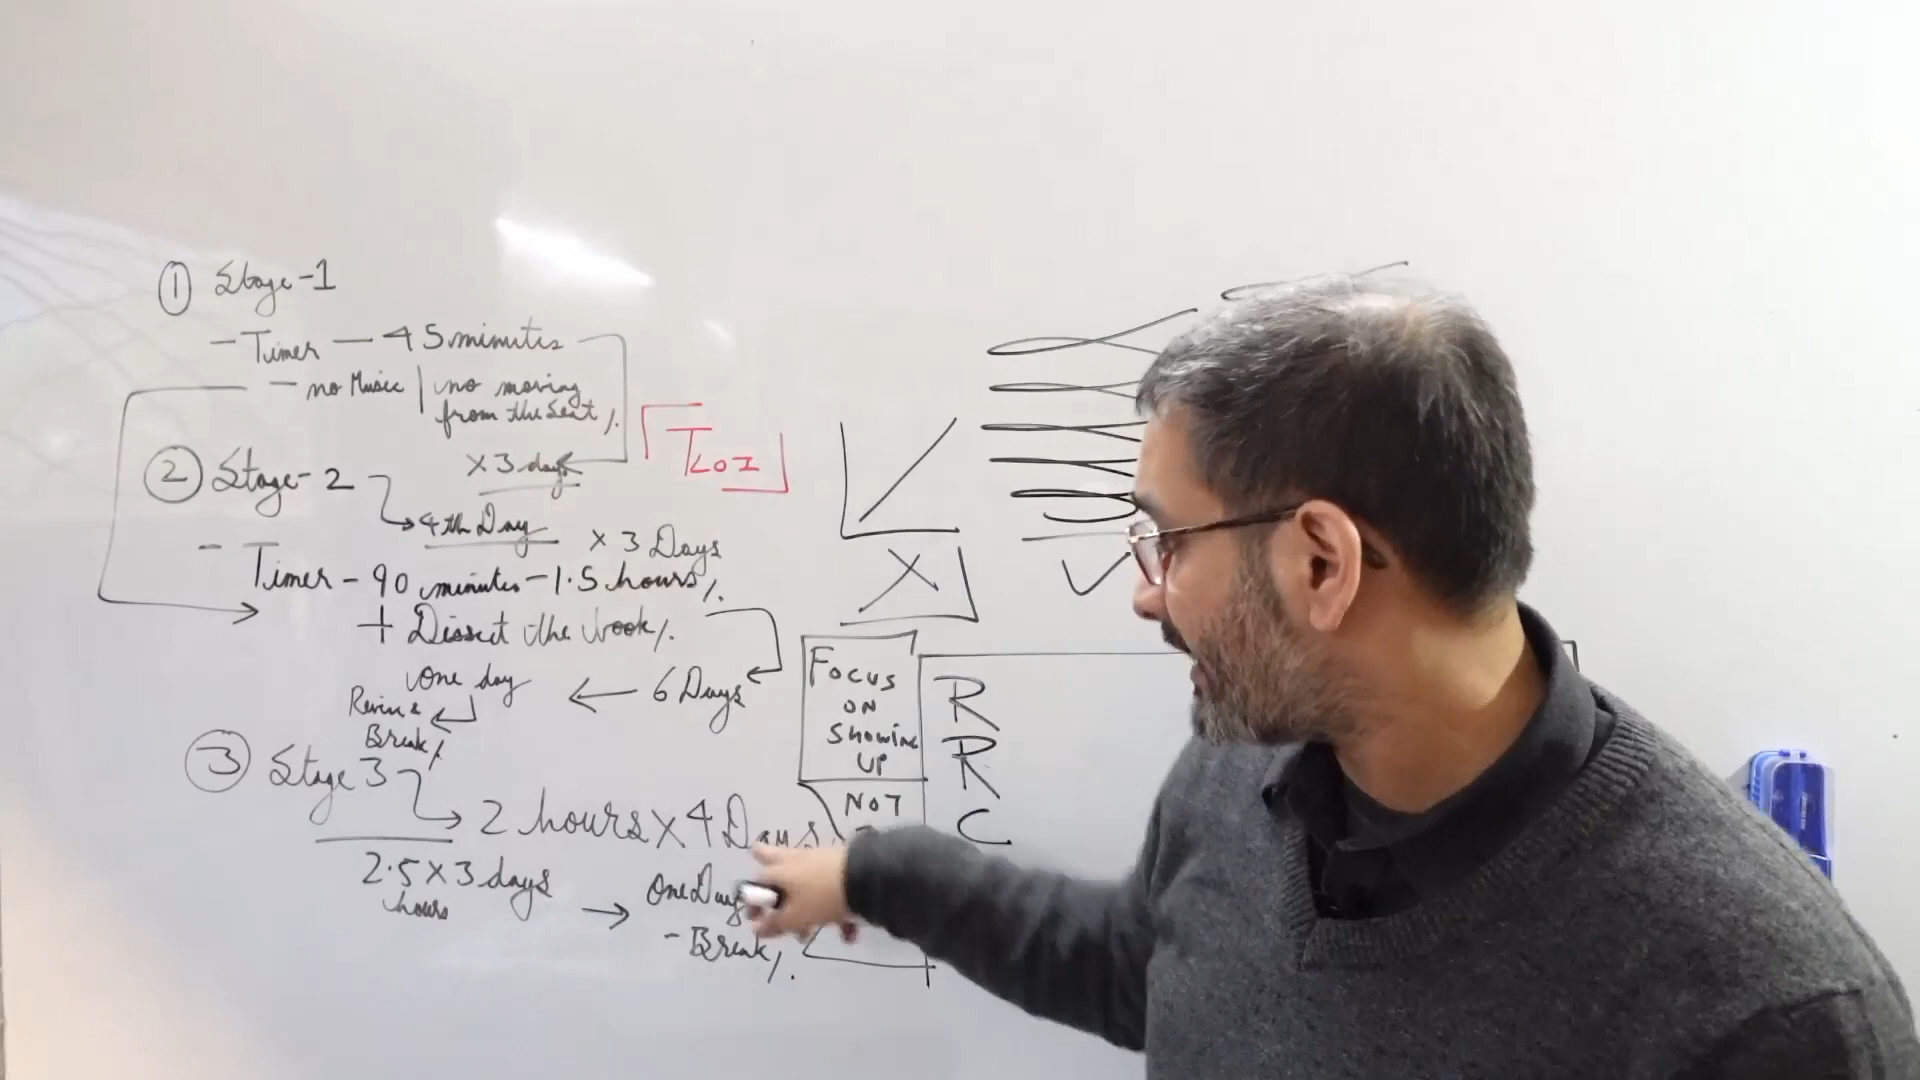 ① Stage-1
- Timer — 45 minutes
- no Music | no moving
from the seat/.
x 3 days
TLOI
② Stage-2
4th Day
x 3 Days
- Timer - 90 minutes - 1.5 hours/.
+ Dissect the book/.
6 Days
one day
Revise
Break/.
③ Stage 3
2 hours x 4 Days
2.5 x 3 days
hours
One Day
- Break/.
FOCUS
ON
SHOWING
UP
NOT
R
R
C